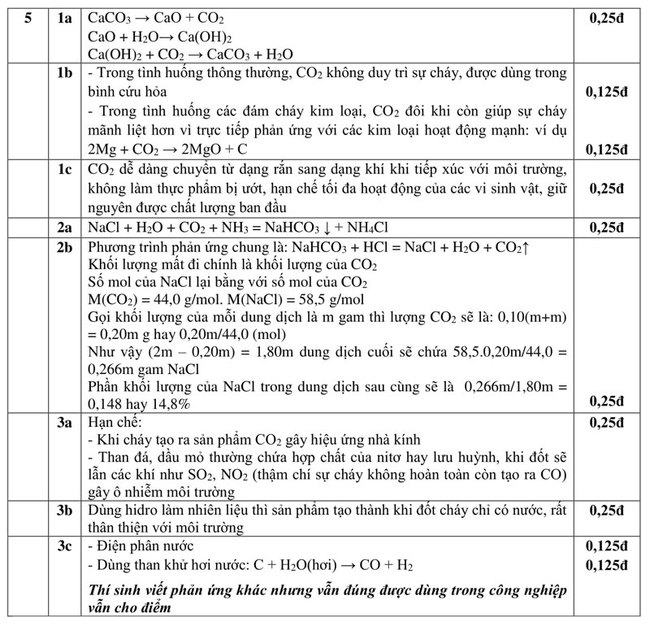 5 1a CaCO₃ → CaO + CO₂ 0,25đ
CaO + H₂O→ Ca(OH)₂
Ca(OH)₂ + CO₂ → CaCO₃ + H₂O
1b - Trong tình huống thông thường, CO₂ không duy trì sự cháy, được dùng trong
bình cứu hỏa 0,125đ
- Trong tình huống các đám cháy kim loại, CO₂ đôi khi còn giúp sự cháy
mãnh liệt hơn vì trực tiếp phản ứng với các kim loại hoạt động mạnh: ví dụ
2Mg + CO₂ → 2MgO + C 0,125đ
1c CO₂ dễ dàng chuyển từ dạng rắn sang dạng khí khi tiếp xúc với môi trường,
không làm thực phẩm bị ướt, hạn chế tối đa hoạt động của các vi sinh vật, giữ 0,25đ
nguyên được chất lượng ban đầu
2a NaCl + H₂O + CO₂ + NH₃ = NaHCO₃ ↓ + NH₄Cl 0,25đ
2b Phương trình phản ứng chung là: NaHCO₃ + HCl = NaCl + H₂O + CO₂↑
Khối lượng mất đi chính là khối lượng của CO₂
Số mol của NaCl lại bằng với số mol của CO₂
M(CO₂) = 44,0 g/mol. M(NaCl) = 58,5 g/mol
Gọi khối lượng của mỗi dung dịch là m gam thì lượng CO₂ sẽ là: 0,10(m+m)
= 0,20m g hay 0,20m/44,0 (mol)
Như vậy (2m – 0,20m) = 1,80m dung dịch cuối sẽ chứa 58,5.0,20m/44,0 =
0,266m gam NaCl
Phần khối lượng của NaCl trong dung dịch sau cùng sẽ là 0,266m/1,80m =
0,148 hay 14,8% 0,25đ
3a Hạn chế: 0,25đ
- Khi cháy tạo ra sản phẩm CO₂ gây hiệu ứng nhà kính
- Than đá, dầu mỏ thường chứa hợp chất của nitơ hay lưu huỳnh, khi đốt sẽ
lẫn các khí như SO₂, NO₂ (thậm chí sự cháy không hoàn toàn còn tạo ra CO)
gây ô nhiễm môi trường
3b Dùng hidro làm nhiên liệu thì sản phẩm tạo thành khi đốt cháy chỉ có nước, rất 0,25đ
thân thiện với môi trường
3c - Điện phân nước 0,125đ
- Dùng than khử hơi nước: C + H₂O(hơi) → CO + H₂ 0,125đ
Thí sinh viết phản ứng khác nhưng vẫn đúng được dùng trong công nghiệp
vẫn cho điểm